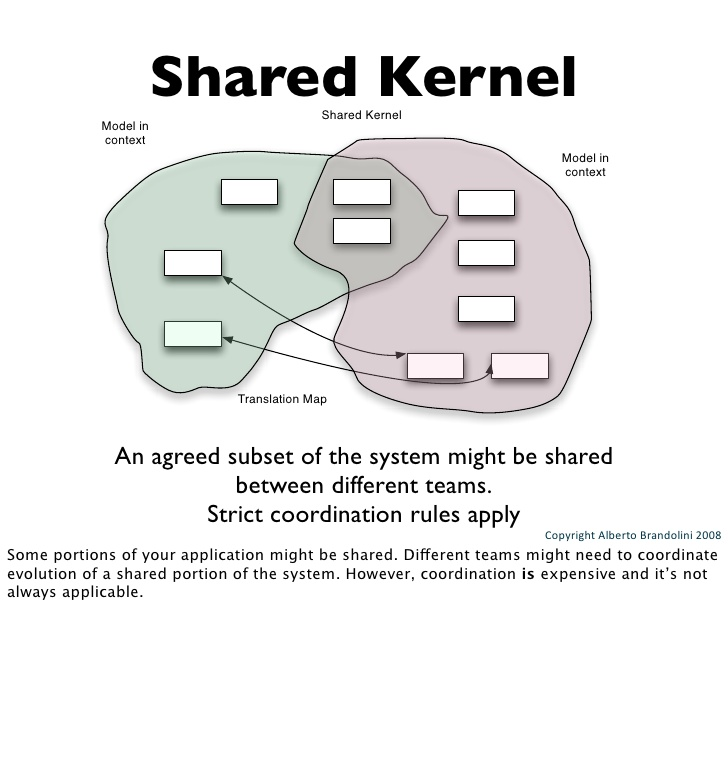 Shared Kernel
Shared Kernel
Model in
context
Model in
context
Translation Map
An agreed subset of the system might be shared
between different teams.
Strict coordination rules apply
Copyright Alberto Brandolini 2008
Some portions of your application might be shared. Different teams might need to coordinate
evolution of a shared portion of the system. However, coordination is expensive and it’s not
always applicable.